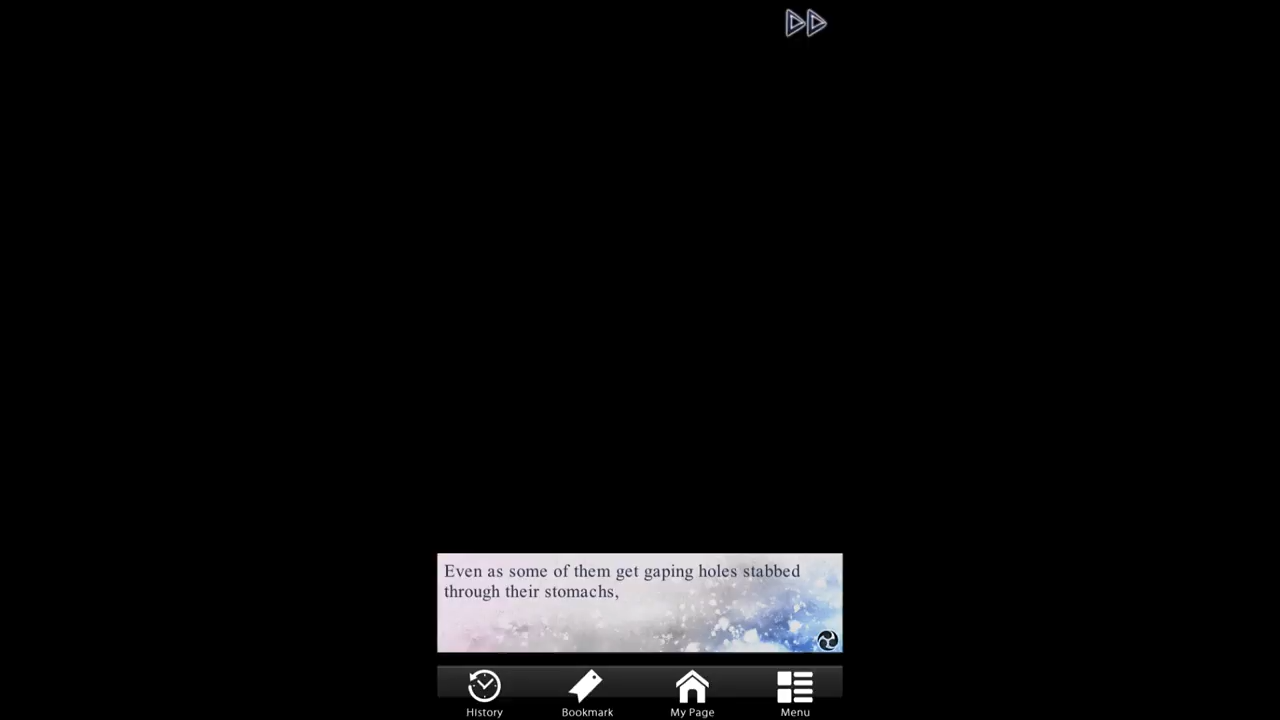 Even as some of them get gaping holes stabbed
through their stomachs,
History
Bookmark
My Page
Menu